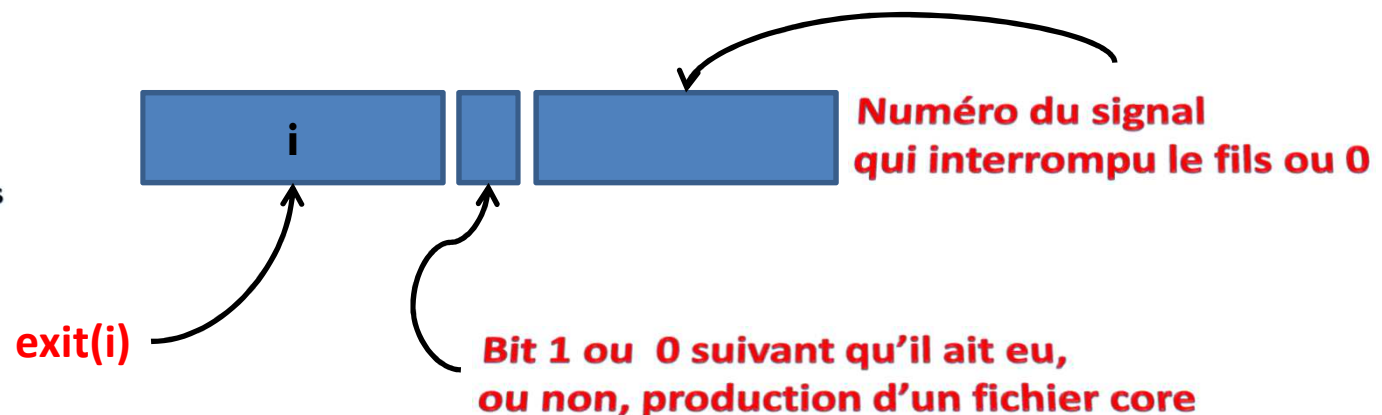 Numéro du signal
i
qui interrompu le fils ou 0
s
exit(i)
Bit 1 ou 0 suivant qu'il ait eu,
ou non, production d'un fichier core